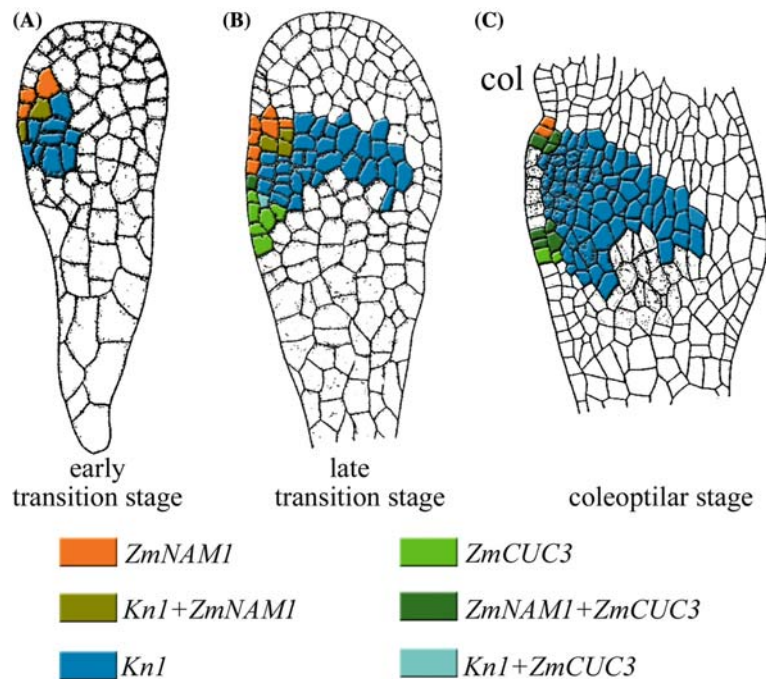 (A)
(B)
(C)
col
early
transition stage
late
transition stage
coleoptilar stage
ZmNAM1
ZmCUC3
Kn1+ZmNAM1
ZmNAM1+ZmCUC3
Kn1
Kn1+ZmCUC3